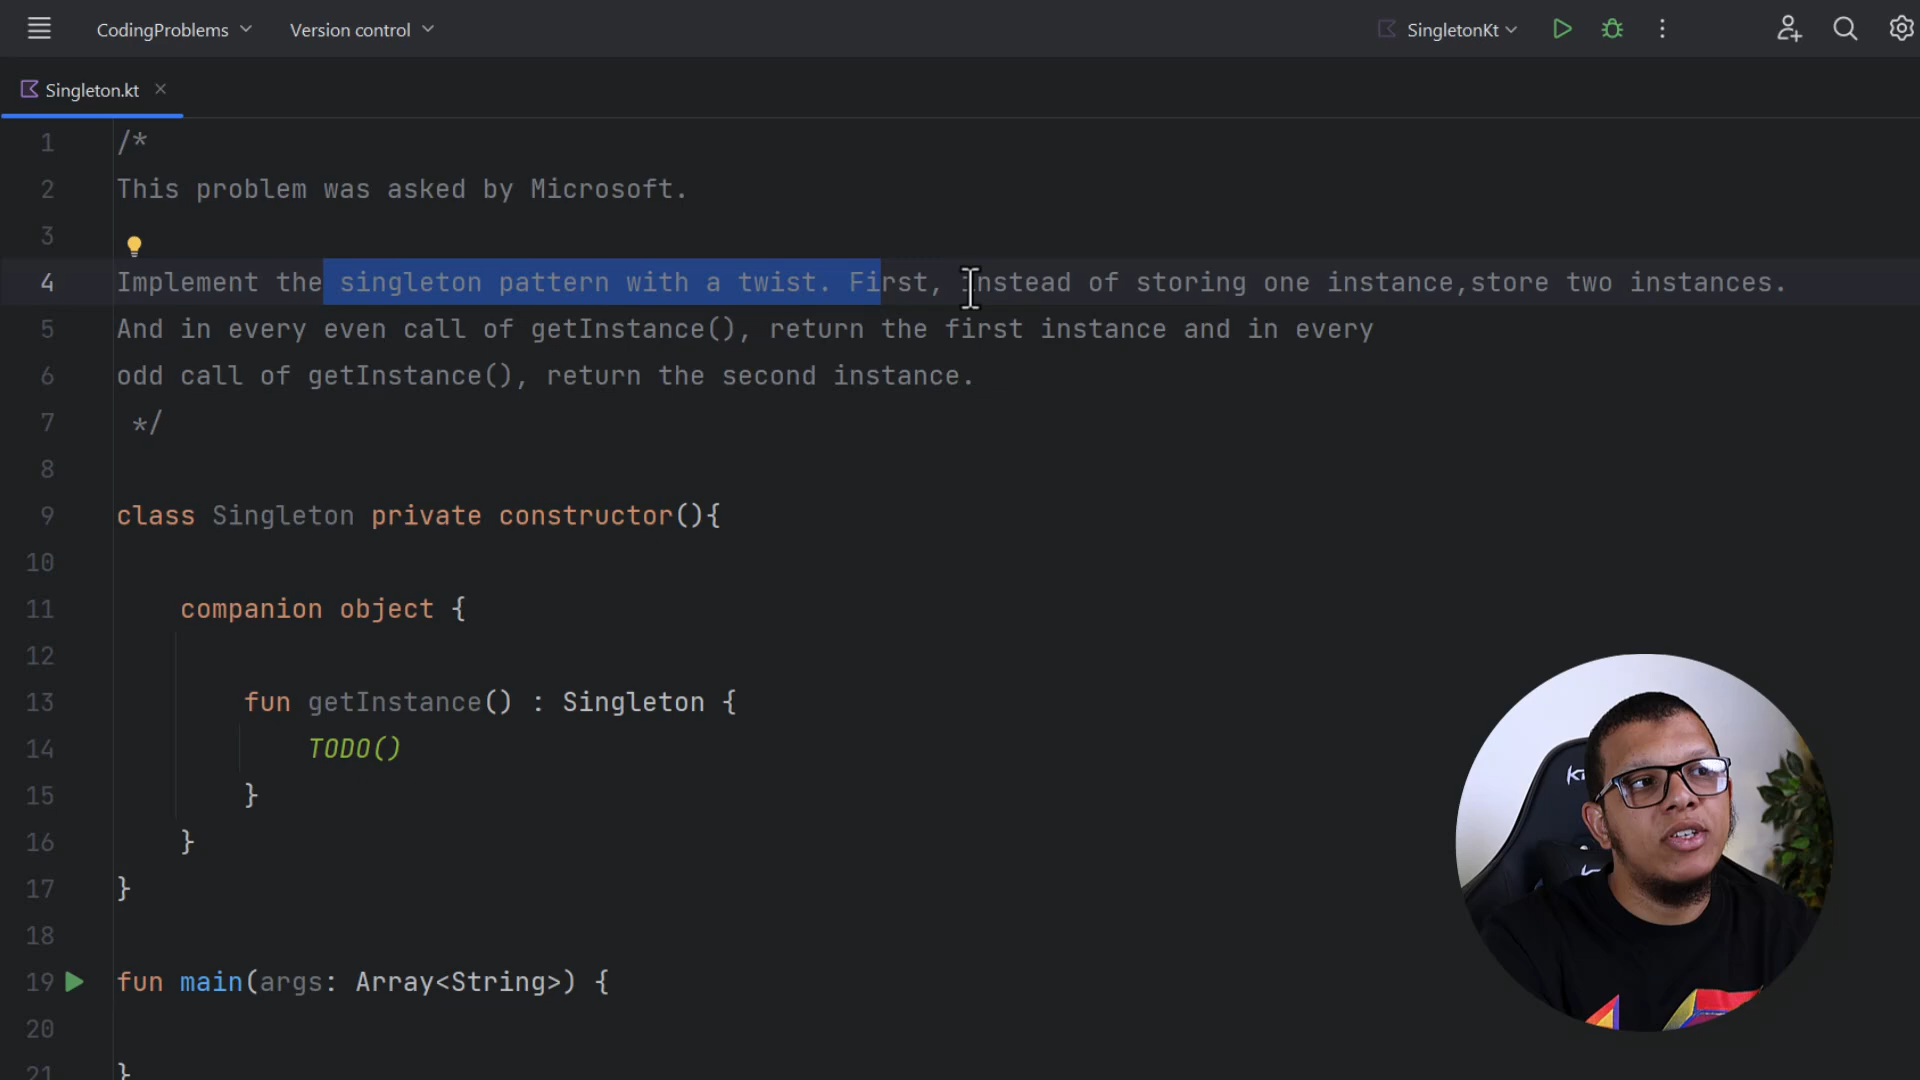 CodingProblems Version control SingletonKt
Singleton.kt
1 /*
2 This problem was asked by Microsoft.
3
4 Implement the singleton pattern with a twist. First, instead of storing one instance,store two instances.
5 And in every even call of getInstance(), return the first instance and in every
6 odd call of getInstance(), return the second instance.
7 */
8
9 class Singleton private constructor(){
10
11 companion object {
12
13 fun getInstance() : Singleton {
14 TODO()
15 }
16 }
17 }
18
19 fun main(args: Array<String>) {
20
21 }